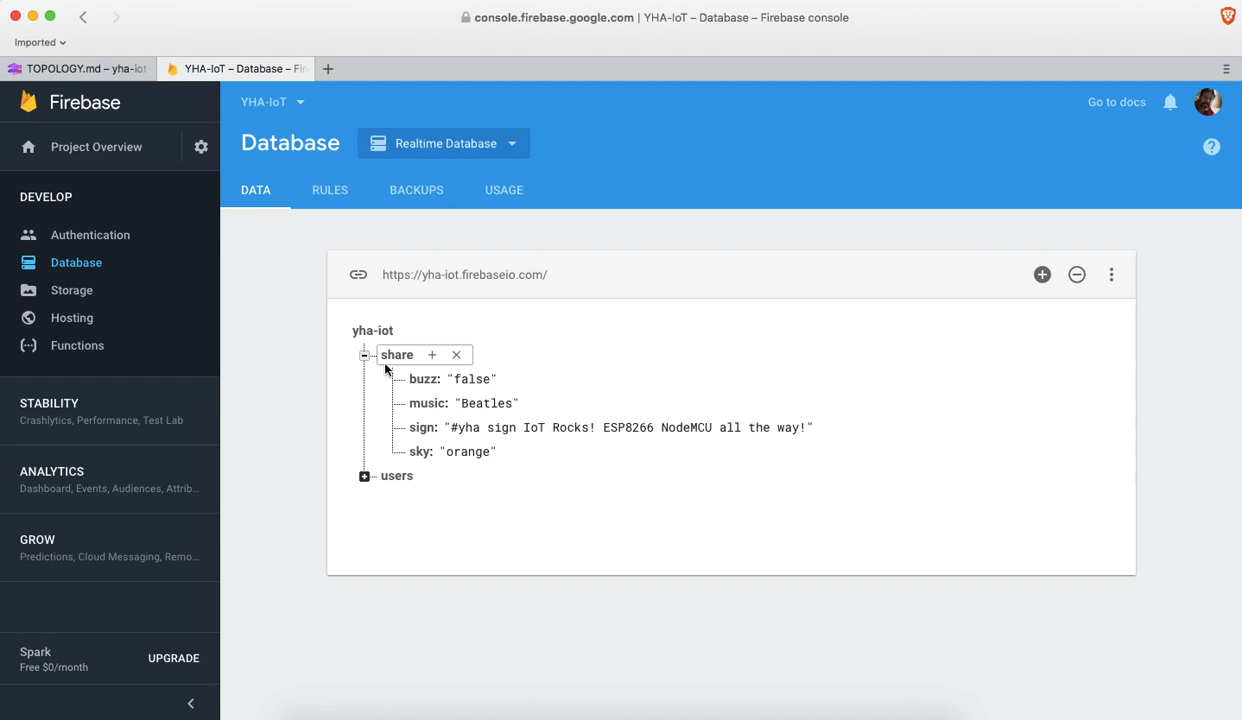 console.firebase.google.com | YHA-IoT – Database – Firebase console
Imported
TOPOLOGY.md – yha-iot
YHA-IoT – Database – Fir
Firebase
YHA-IoT
Go to docs
Project Overview
Database
Realtime Database
DATA
RULES
BACKUPS
USAGE
DEVELOP
Authentication
Database
Storage
Hosting
Functions
https://yha-iot.firebaseio.com/
yha-iot
share
buzz: "false"
music: "Beatles"
sign: "#yha sign IoT Rocks! ESP8266 NodeMCU all the way!"
sky: "orange"
users
STABILITY
Crashlytics, Performance, Test Lab
ANALYTICS
Dashboard, Events, Audiences, Attrib...
GROW
Predictions, Cloud Messaging, Remo...
Spark
Free $0/month
UPGRADE